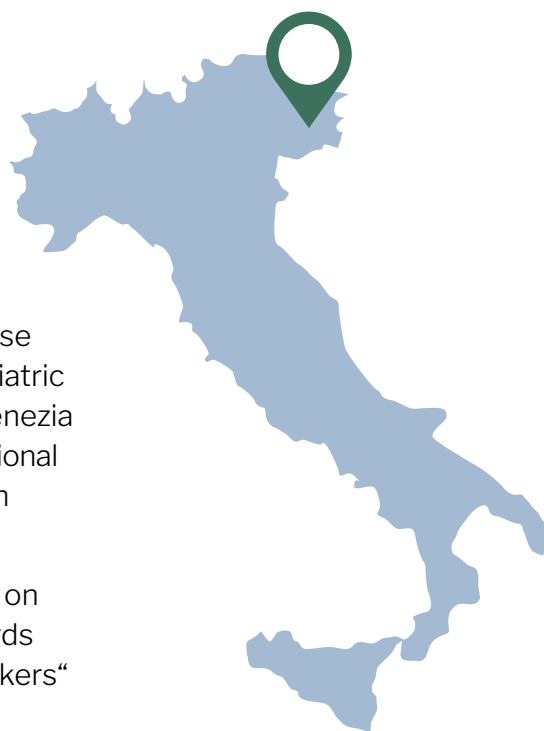 se
iatric
enezia
ional
n
on
rds
kers“